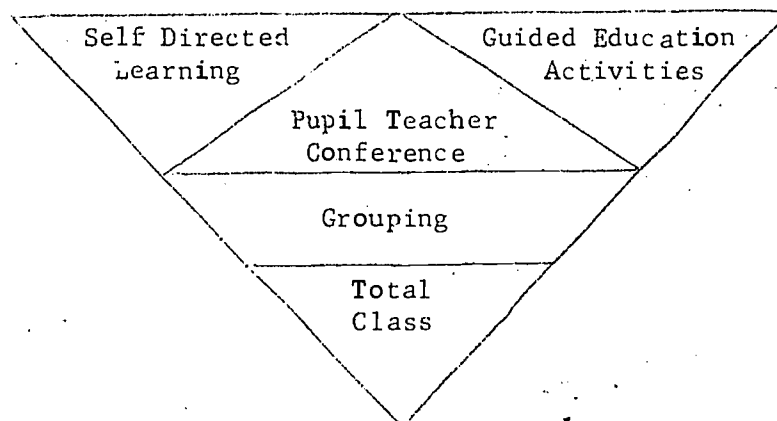 Self Directed
Learning
Guided Education
Activities
Pupil Teacher
Conference
Grouping
Total
Class